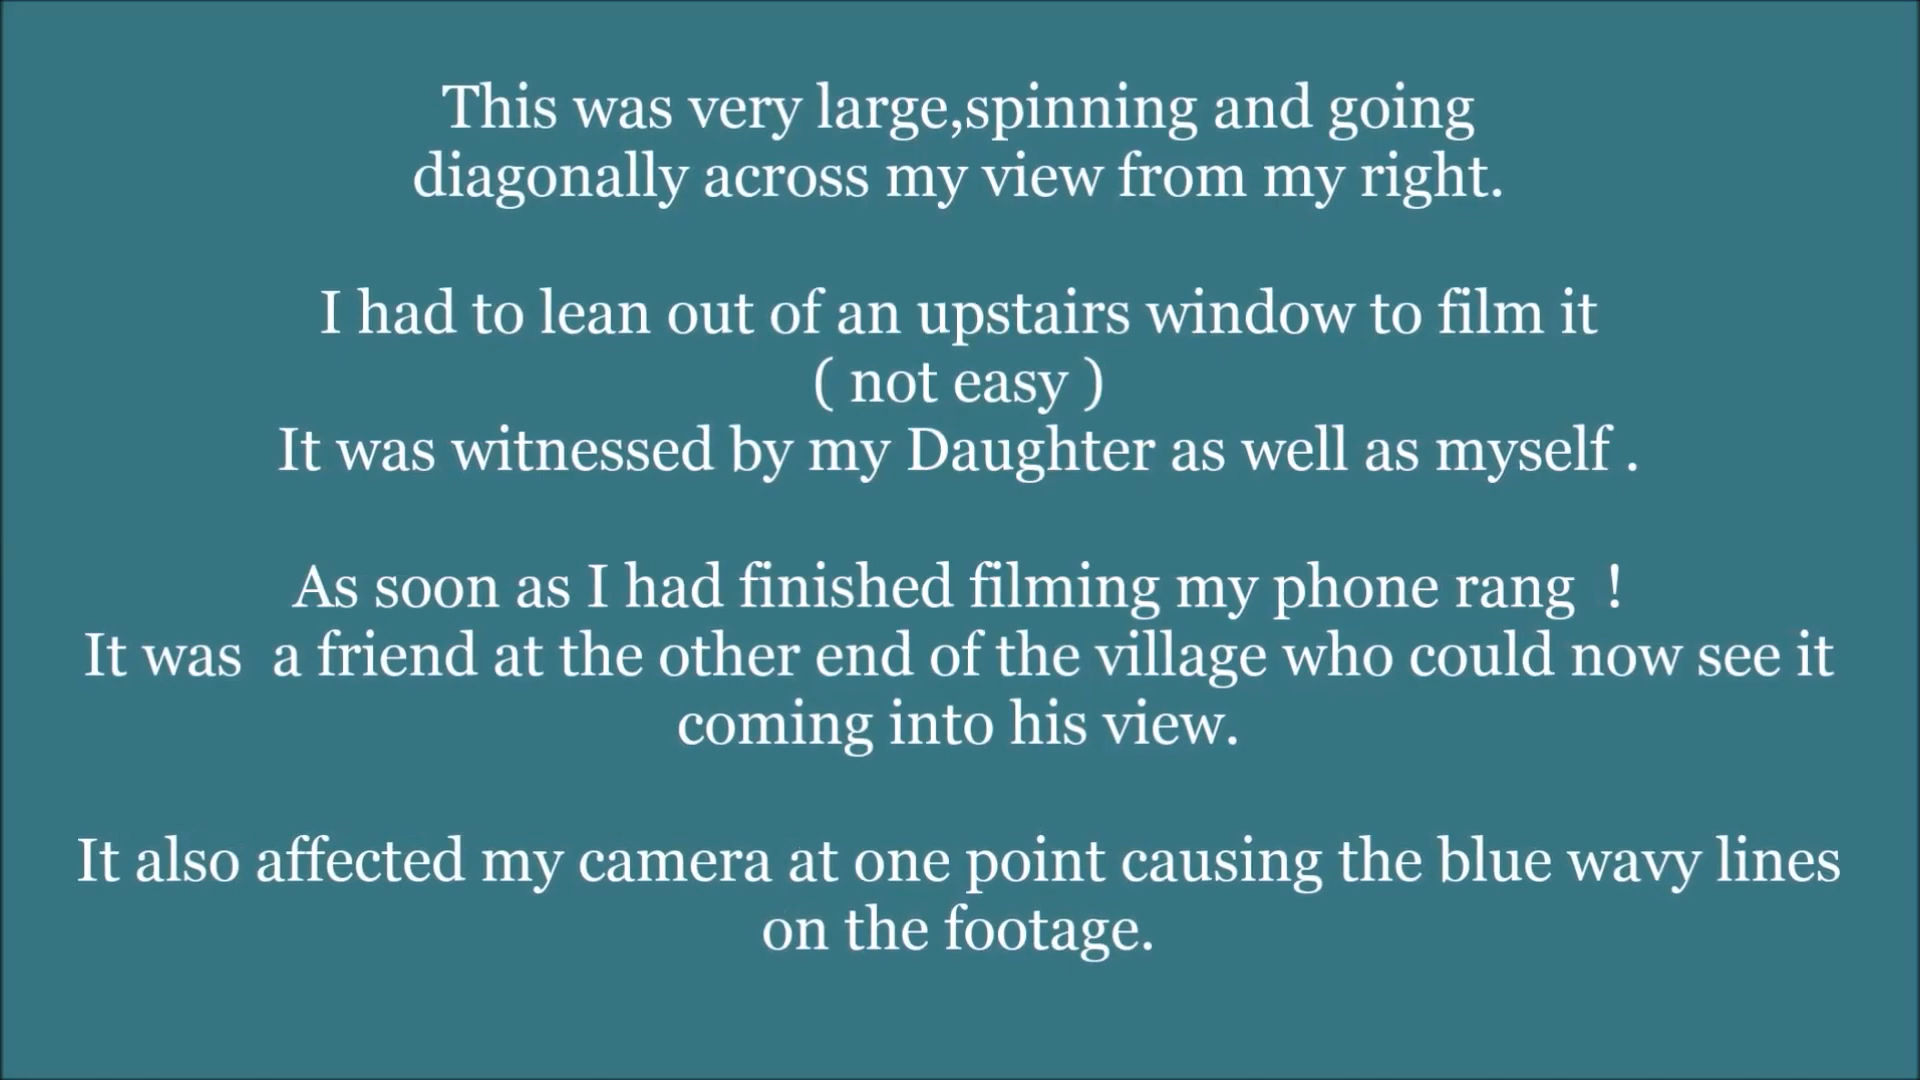 This was very large,spinning and going
diagonally across my view from my right.
I had to lean out of an upstairs window to film it
( not easy )
It was witnessed by my Daughter as well as myself .
As soon as I had finished filming my phone rang  !
It was  a friend at the other end of the village who could now see it
coming into his view.
It also affected my camera at one point causing the blue wavy lines
on the footage.